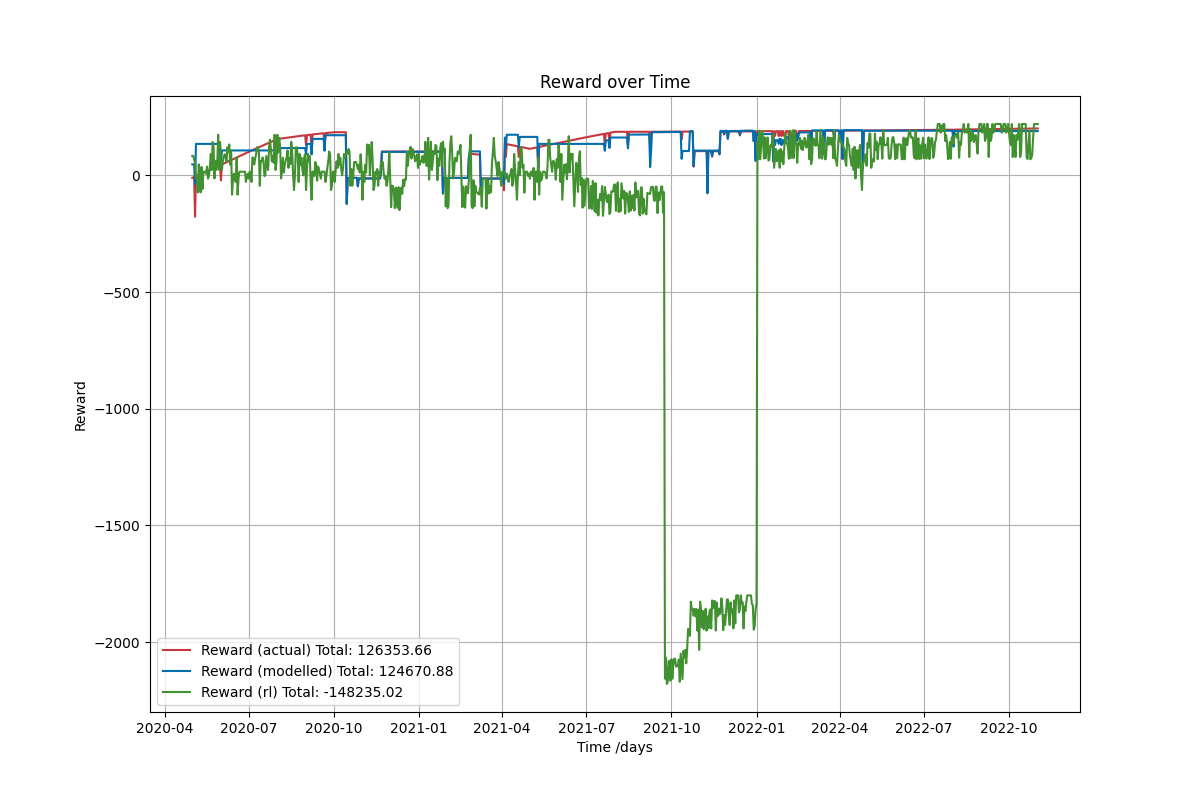 Reward over Time
Reward
0
−500
−1000
−1500
−2000
Reward (actual) Total: 126353.66
Reward (modelled) Total: 124670.88
Reward (rl) Total: -148235.02
2020-04 2020-07 2020-10 2021-01 2021-04 2021-07 2021-10 2022-01 2022-04 2022-07 2022-10
Time /days